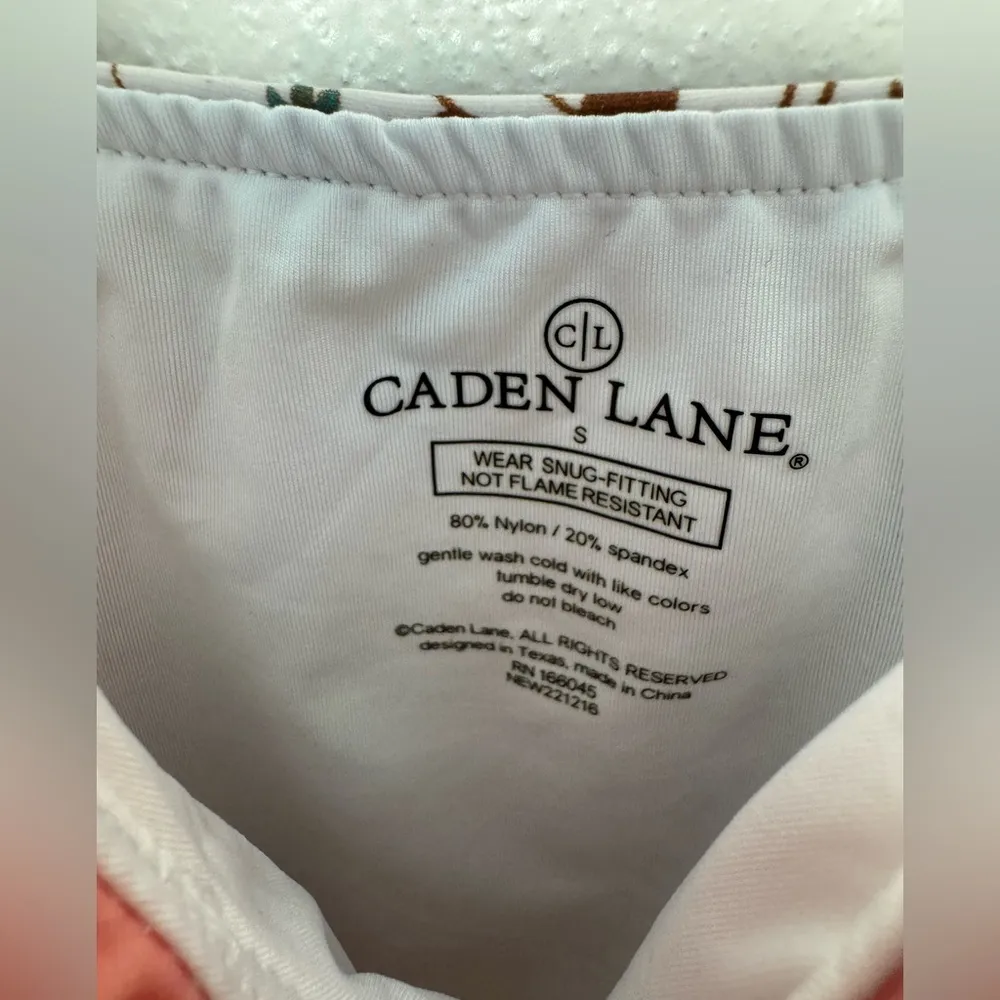 C|L
CADEN LANE®
S
WEAR SNUG-FITTING
NOT FLAME RESISTANT
80% Nylon / 20% spandex
gentle wash cold with like colors
tumble dry low
do not bleach
©Caden Lane. ALL RIGHTS RESERVED
designed in Texas, made in China
RN 166045
NEW221216